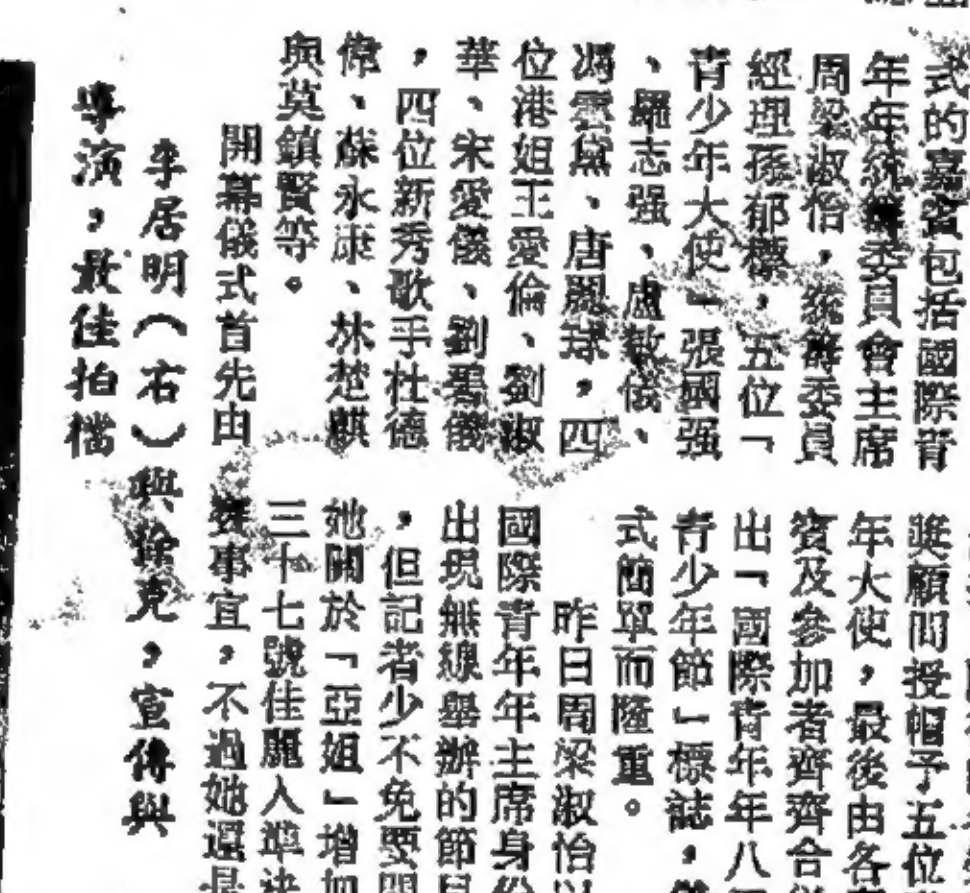 式的嘉賓包括國際青
年年統籌委員會主席
周梁淑怡，統籌委員
經理孫郁標，五位「
青少年大使」張國强
、羅志强、盧敏儀、
馮雲黛、唐麗球，四
位港姐王愛倫、劉淑
華、宋愛儀、劉碧儀
，四位新秀歌手杜德
偉、蘇永康、林楚麒
與莫鎮賢等。
開幕儀式首先由
獎顧問授帽予五位
年大使，最後由各
賓及參加者齊齊合
出「國際青年年八
青少年節」標誌，
式簡單而隆重。
昨日周梁淑怡以
國際青年年主席身份
出現無線舉辦的節目
，但記者少不免要問
她關於「亞姐」增加
三十七號佳麗入準決
賽事宜，不過她還是
李居明（右）與徐克，宣傳與
導演，最佳拍檔